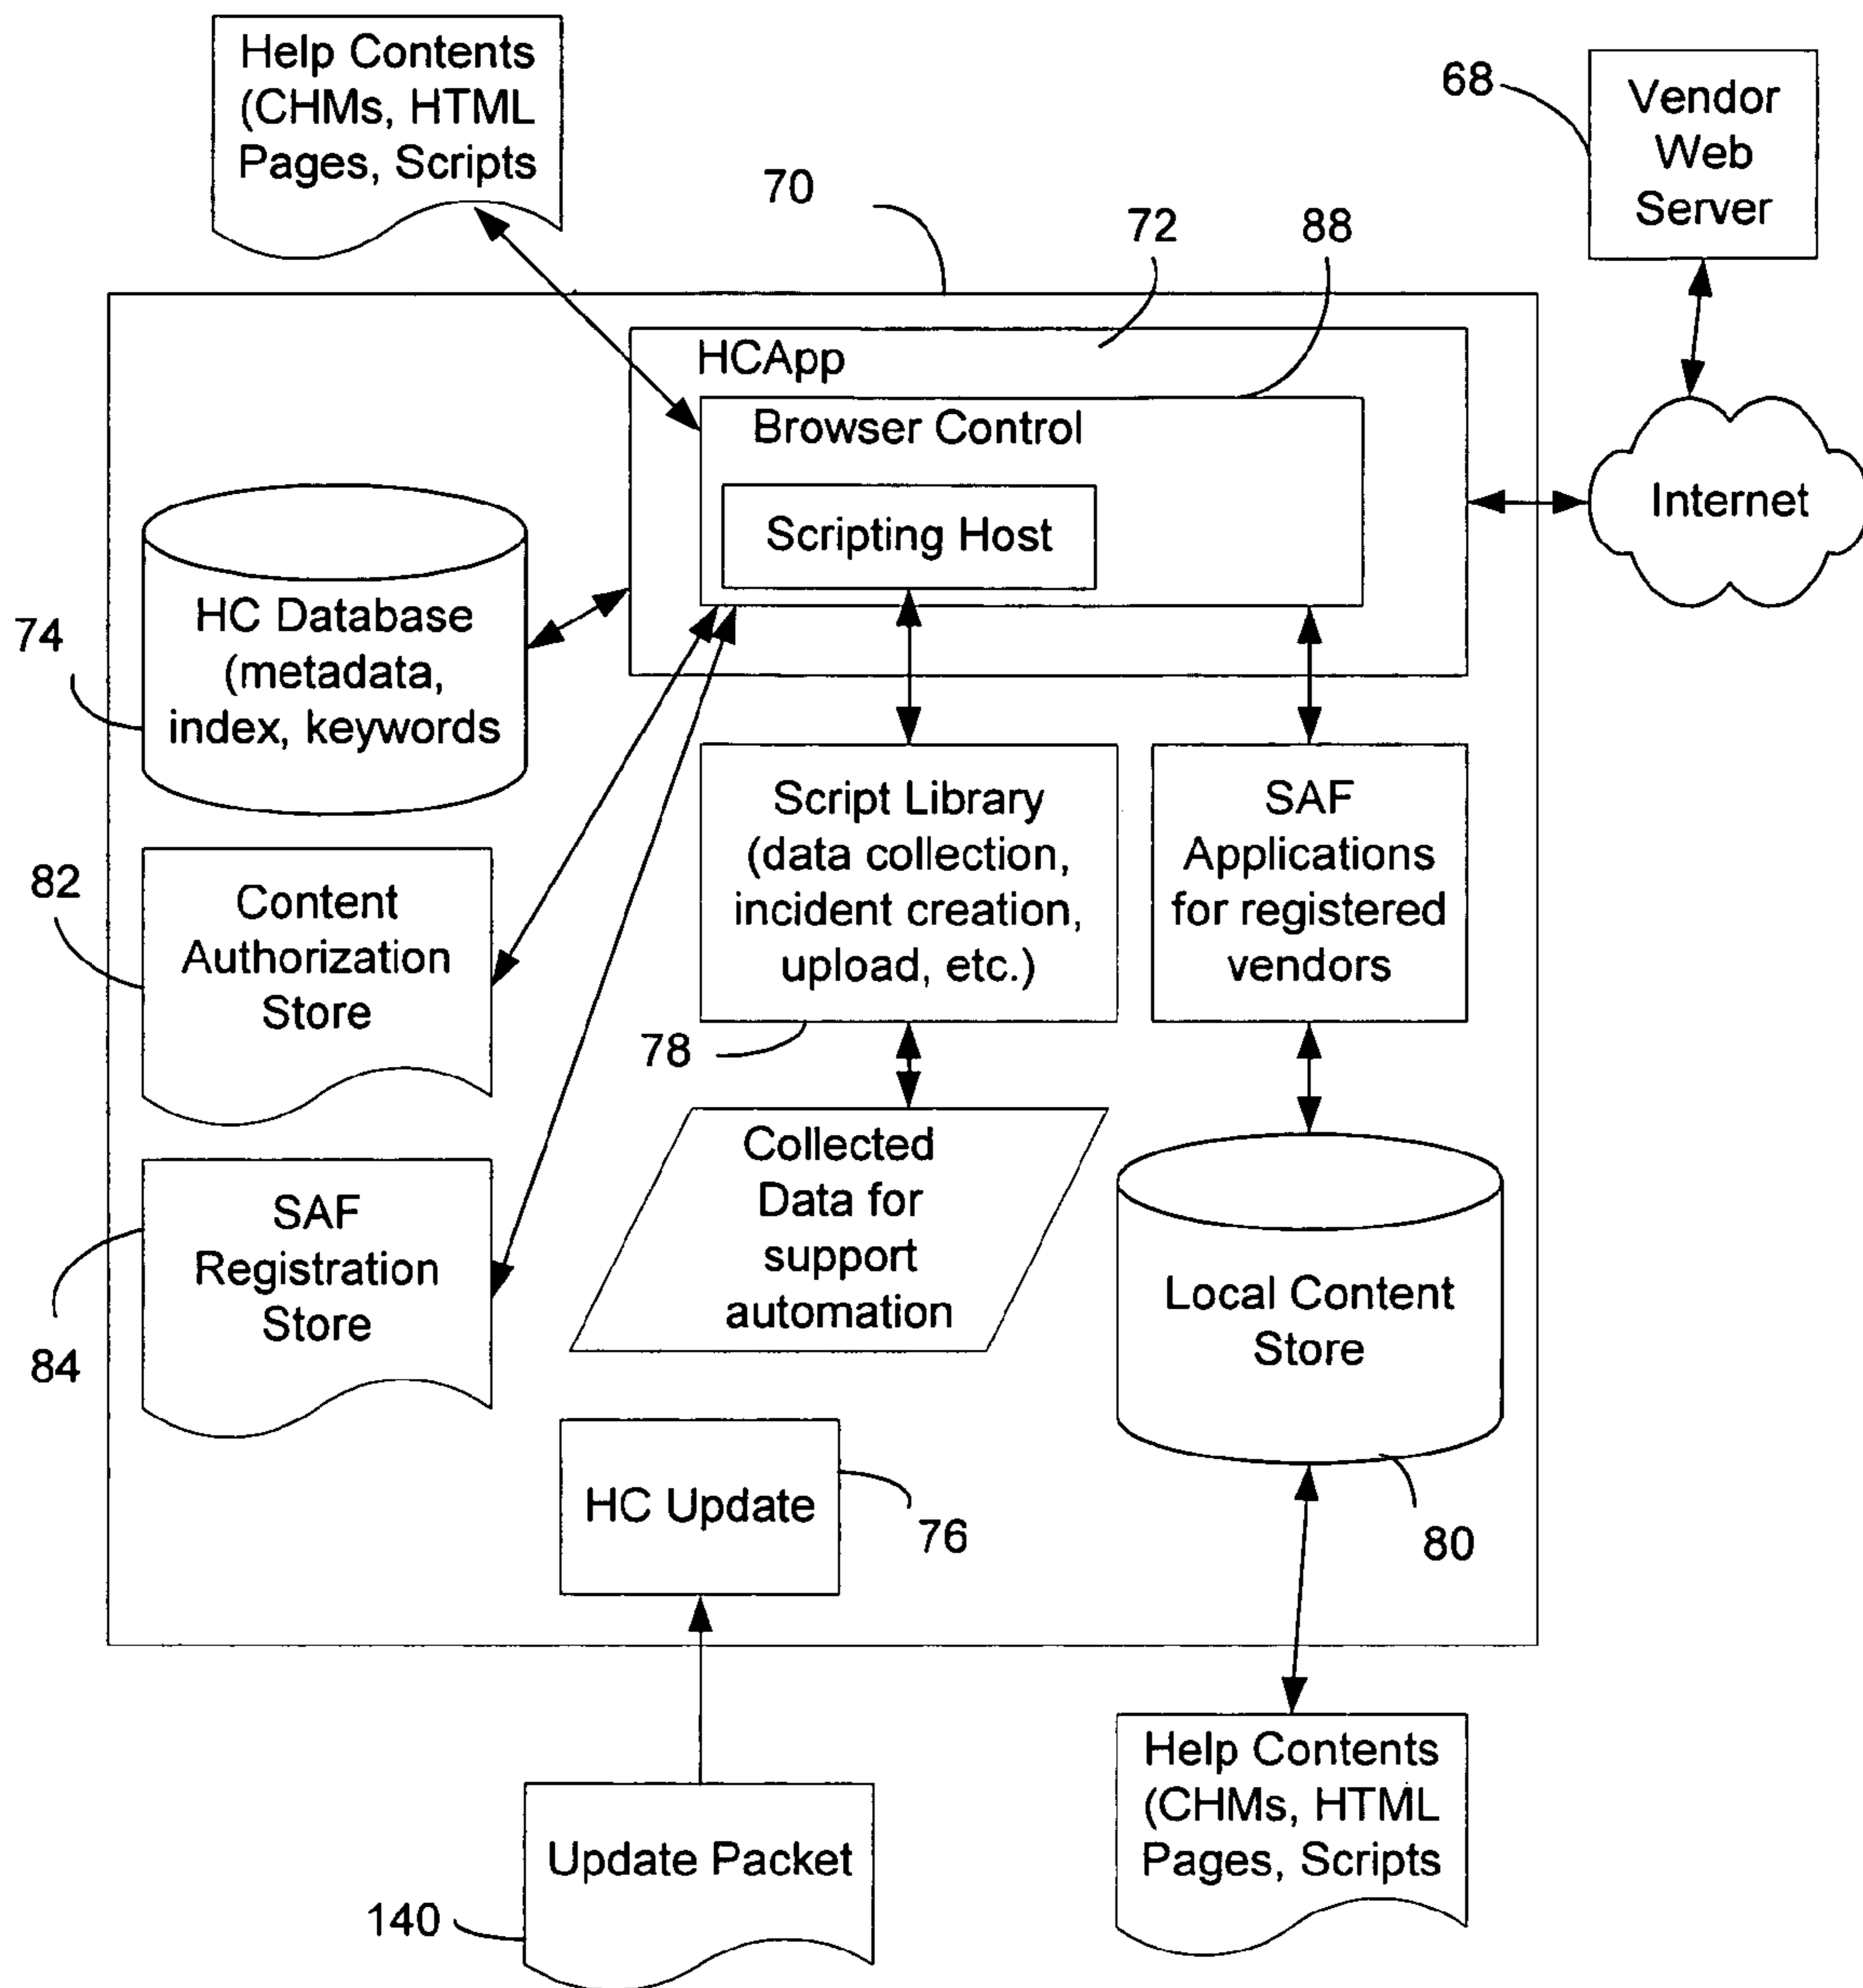 Help Contents
(CHMs, HTML
Pages, Scripts
68
Vendor
Web
Server
70
72
88
HCApp
Browser Control
Scripting Host
Internet
74
HC Database
(metadata,
index, keywords
82
Content
Authorization
Store
Script Library
(data collection,
incident creation,
upload, etc.)
78
SAF
Applications
for registered
vendors
84
SAF
Registration
Store
Collected
Data for
support
automation
Local Content
Store
80
HC Update
76
Update Packet
140
Help Contents
(CHMs, HTML
Pages, Scripts